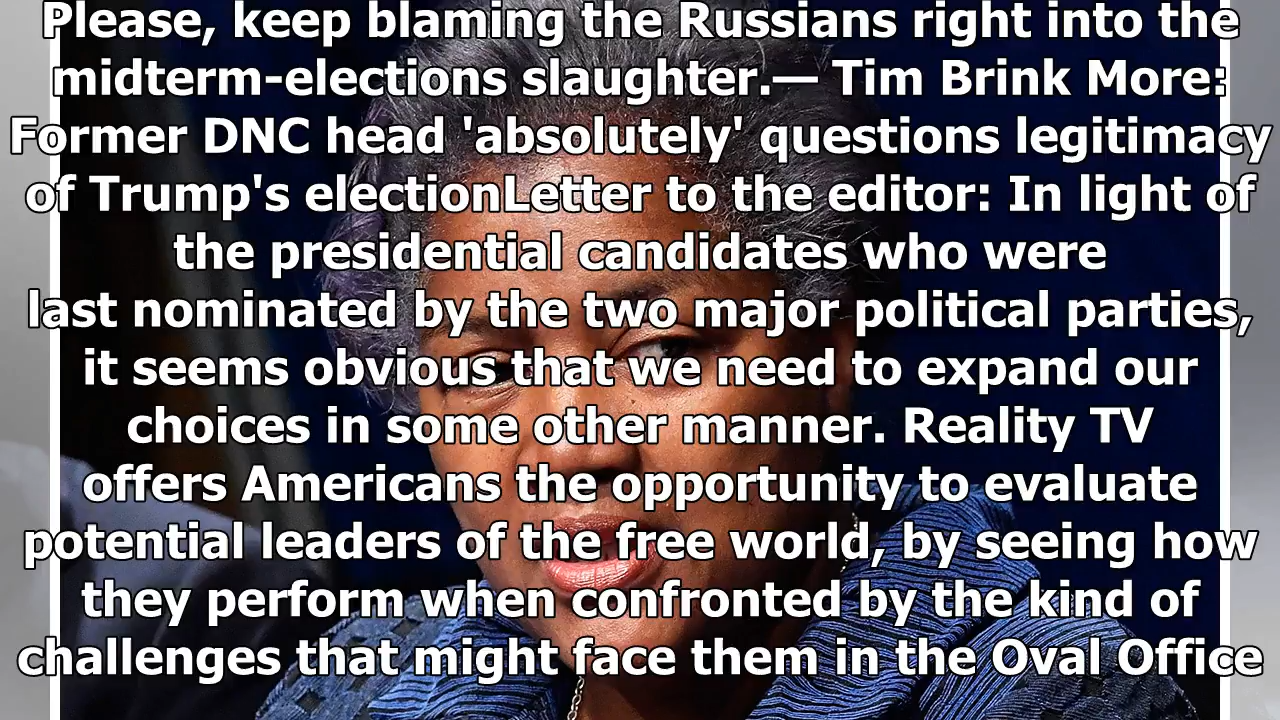 Please, keep blaming the Russians right into the
midterm-elections slaughter.— Tim Brink More:
Former DNC head 'absolutely' questions legitimacy
of Trump's electionLetter to the editor: In light of
the presidential candidates who were
last nominated by the two major political parties,
it seems obvious that we need to expand our
choices in some other manner. Reality TV
offers Americans the opportunity to evaluate
potential leaders of the free world, by seeing how
they perform when confronted by the kind of
challenges that might face them in the Oval Office